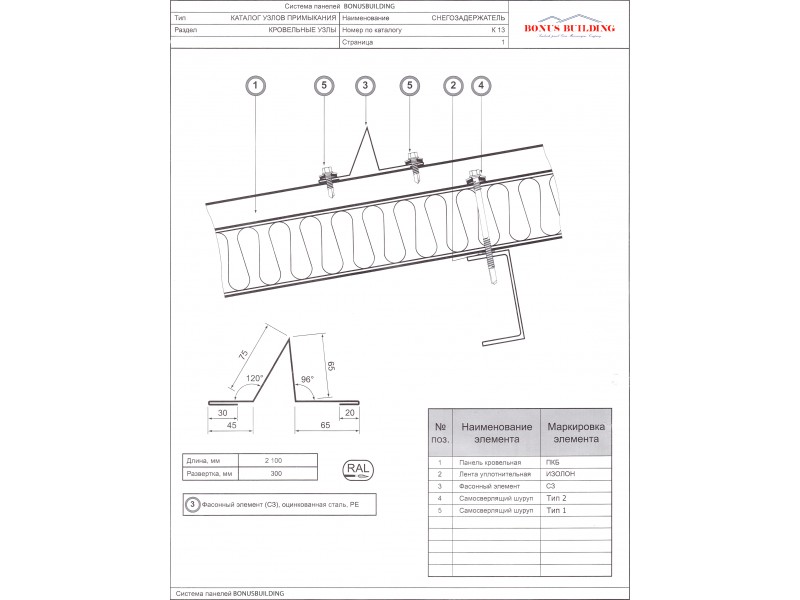 Система панелей BONUSBUILDING
Тип КАТАЛОГ УЗЛОВ ПРИМЫКАНИЯ Наименование СНЕГОЗАДЕРЖАТЕЛЬ
Раздел КРОВЕЛЬНЫЕ УЗЛЫ Номер по каталогу К 13
Страница 1
BONUS BUILDING
1 5 3 5 2 4
75
65
120°
96°
30 20
45 65
Длина, мм 2 100
Развертка, мм 300
RAL
3 Фасонный элемент (С3), оцинкованная сталь, РЕ
№ поз. Наименование элемента Маркировка элемента
1 Панель кровельная ПКБ
2 Лента уплотнительная ИЗОЛОН
3 Фасонный элемент С3
4 Самосверлящий шуруп Тип 2
5 Самосверлящий шуруп Тип 1
Система панелей BONUSBUILDING